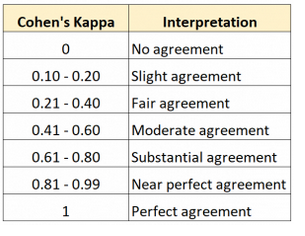 Cohen's Kappa Interpretation
0 No agreement
0.10 - 0.20 Slight agreement
0.21 - 0.40 Fair agreement
0.41 - 0.60 Moderate agreement
0.61 - 0.80 Substantial agreement
0.81 - 0.99 Near perfect agreement
1 Perfect agreement